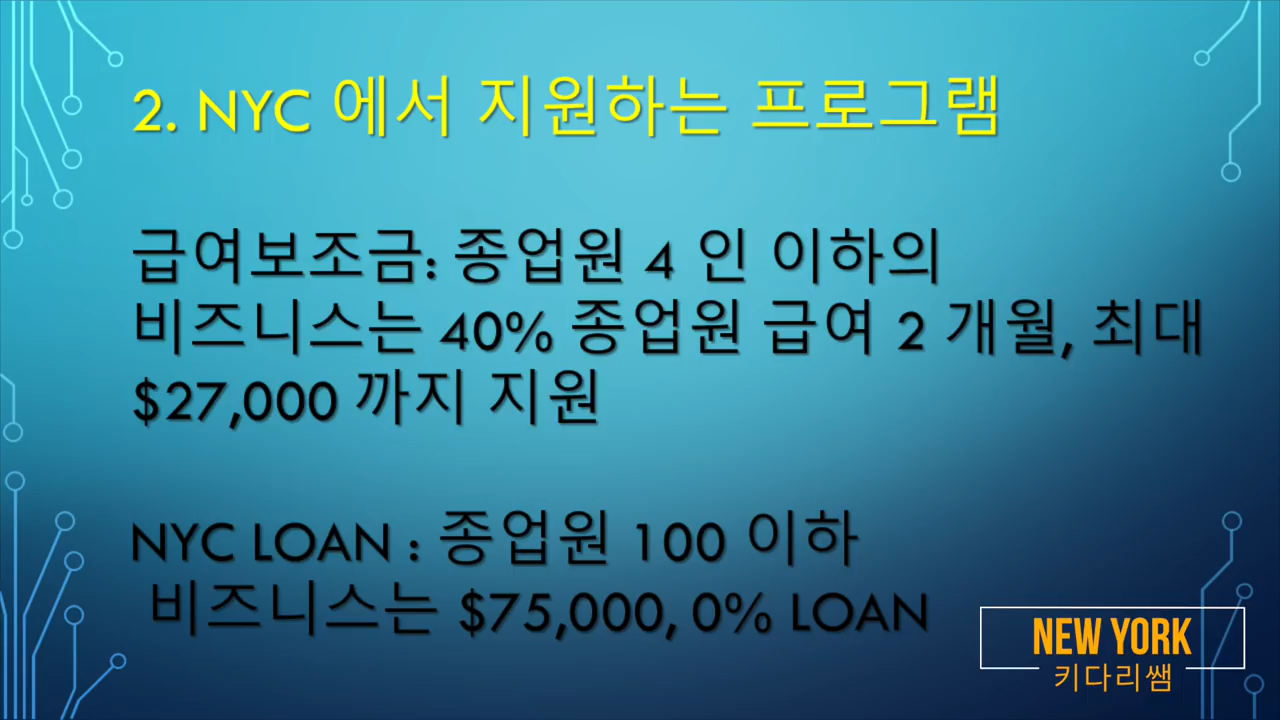 2. NYC 에서 지원하는 프로그램
급여보조금: 종업원 4 인 이하의
비즈니스는 40% 종업원 급여 2 개월, 최대
$27,000 까지 지원
NYC LOAN : 종업원 100 이하
비즈니스는 $75,000, 0% LOAN
NEW YORK
키다리쌤